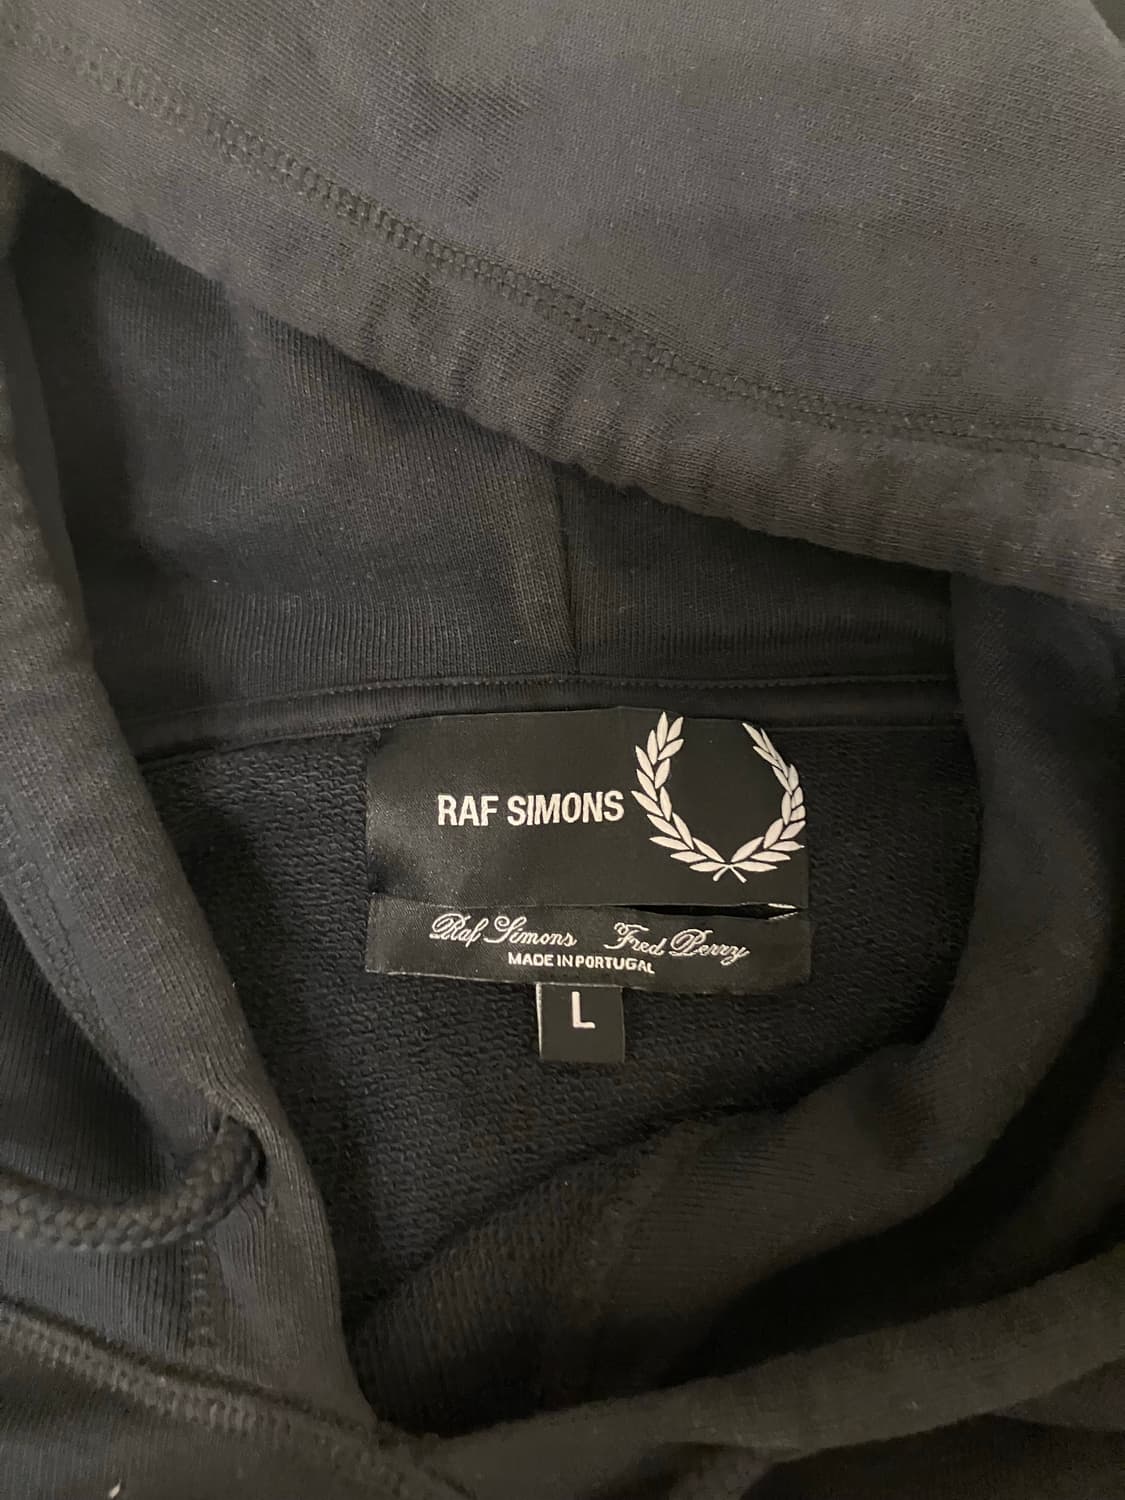 RAF SIMONS
Raf Simons Fred Perry
MADE IN PORTUGAL
L